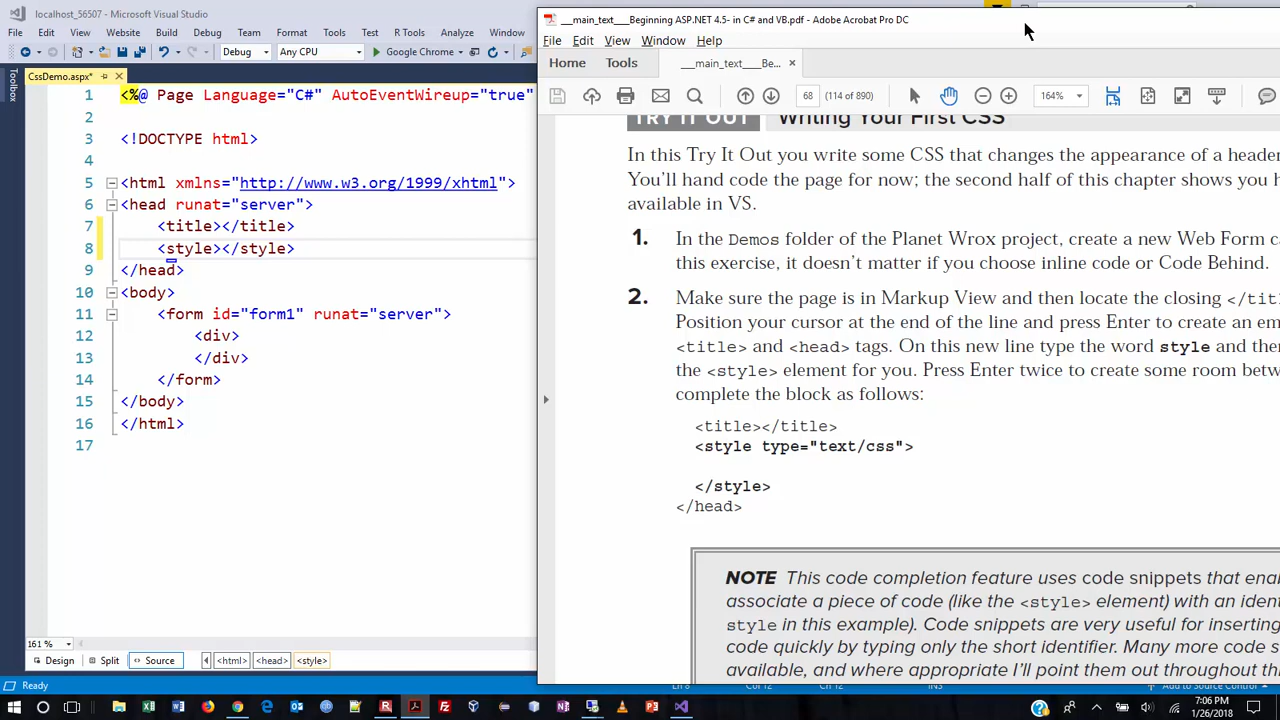 localhost_56507 - Microsoft Visual Studio
File Edit View Project Build Debug Team Format Table Tools R Tools Analyze Window
Debug Any CPU Google Chrome
Toolbox
CssDemo.aspx*
1 <%@ Page Language="C#" AutoEventWireup="true"
2
3 <!DOCTYPE html>
4
5 <html xmlns="http://www.w3.org/1999/xhtml">
6 <head runat="server">
7 <title></title>
8 <style></style>
9 </head>
10 <body>
11 <form id="form1" runat="server">
12 <div>
13 </div>
14 </form>
15 </body>
16 </html>
17
161 %
Design Split Source <html> <head> <style>
Ready
___main_text____Beginning ASP.NET 4.5- in C# and VB.pdf - Adobe Acrobat Pro DC
File Edit View Window Help
Home Tools ___main_text____Be...
68 (114 of 890) 164%
TRY IT OUT Writing Your First CSS
In this Try It Out you write some CSS that changes the appearance of a header
You'll hand code the page for now; the second half of this chapter shows you h
available in VS.
1. In the Demos folder of the Planet Wrox project, create a new Web Form ca
this exercise, it doesn't matter if you choose inline code or Code Behind.
2. Make sure the page is in Markup View and then locate the closing </titl
Position your cursor at the end of the line and press Enter to create an em
<title> and <head> tags. On this new line type the word style and then
the <style> element for you. Press Enter twice to create some room betw
complete the block as follows:
<title></title>
<style type="text/css">
</style>
</head>
NOTE This code completion feature uses code snippets that enab
associate a piece of code (like the <style> element) with an ident
style in this example). Code snippets are very useful for inserting
code quickly by typing only the short identifier. Many more code s
available, and where appropriate I'll point them out throughout th
7:06 PM
1/26/2018